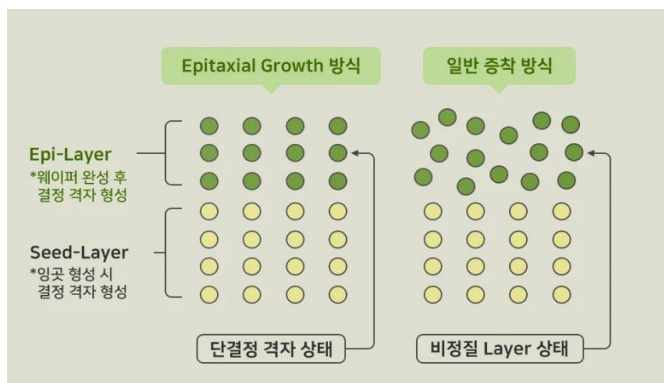 Epitaxial Growth 방식
일반 증착 방식
Epi-Layer
*웨이퍼 완성 후
결정 격자 형성
Seed-Layer
*잉곳 형성 시
결정 격자 형성
단결정 격자 상태
비정질 Layer 상태